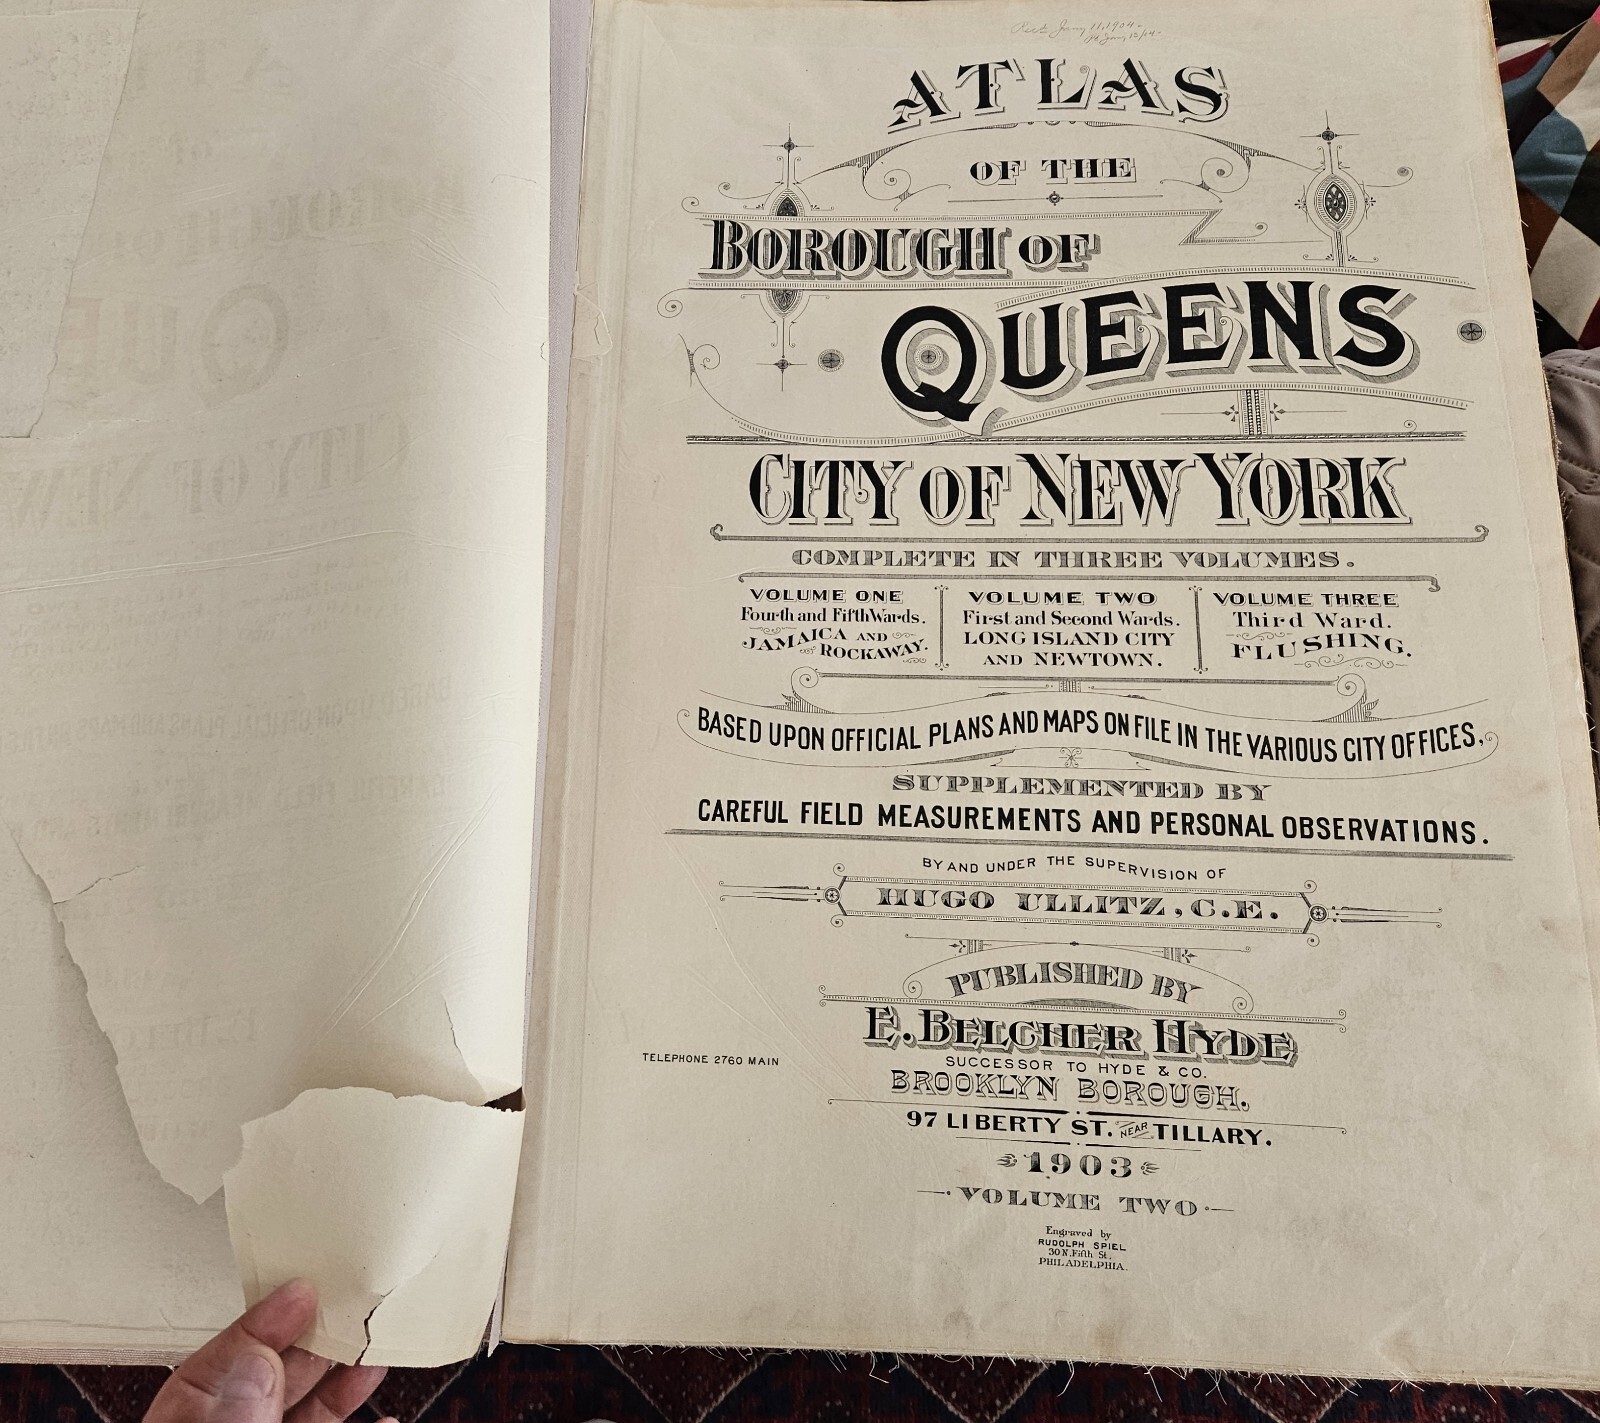 Rec'd Jany 11, 1904-
ATLAS
OF THE
BOROUGH OF
QUEENS
CITY OF NEW YORK
COMPLETE IN THREE VOLUMES.
VOLUME ONE
Fourth and Fifth Wards.
JAMAICA AND
ROCKAWAY.
VOLUME TWO
First and Second Wards.
LONG ISLAND CITY
AND NEWTOWN.
VOLUME THREE
Third Ward.
FLUSHING.
BASED UPON OFFICIAL PLANS AND MAPS ON FILE IN THE VARIOUS CITY OFFICES,
SUPPLEMENTED BY
CAREFUL FIELD MEASUREMENTS AND PERSONAL OBSERVATIONS.
BY AND UNDER THE SUPERVISION OF
HUGO ULLITZ, C.E.
PUBLISHED BY
E. BELCHER HYDE
SUCCESSOR TO HYDE & CO.
TELEPHONE 2760 MAIN
BROOKLYN BOROUGH.
97 LIBERTY ST. NEAR TILLARY.
1903
VOLUME TWO
Engraved by
RUDOLPH SPIEL
30 N. Fifth St.
PHILADELPHIA.